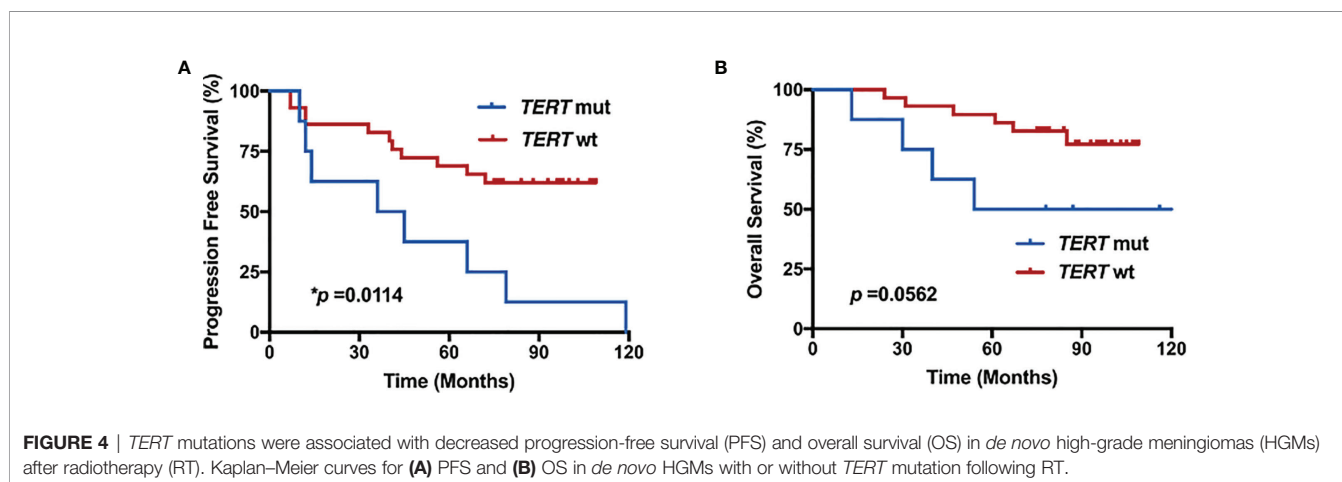 A
Progression Free Survival (%)
100
75
50
25
0
0 30 60 90 120
Time (Months)
TERT mut
TERT wt
*p =0.0114
B
Overall Survival (%)
100
75
50
25
0
0 30 60 90 120
Time (Months)
TERT mut
TERT wt
p =0.0562
FIGURE 4 | TERT mutations were associated with decreased progression-free survival (PFS) and overall survival (OS) in de novo high-grade meningiomas (HGMs)
after radiotherapy (RT). Kaplan–Meier curves for (A) PFS and (B) OS in de novo HGMs with or without TERT mutation following RT.